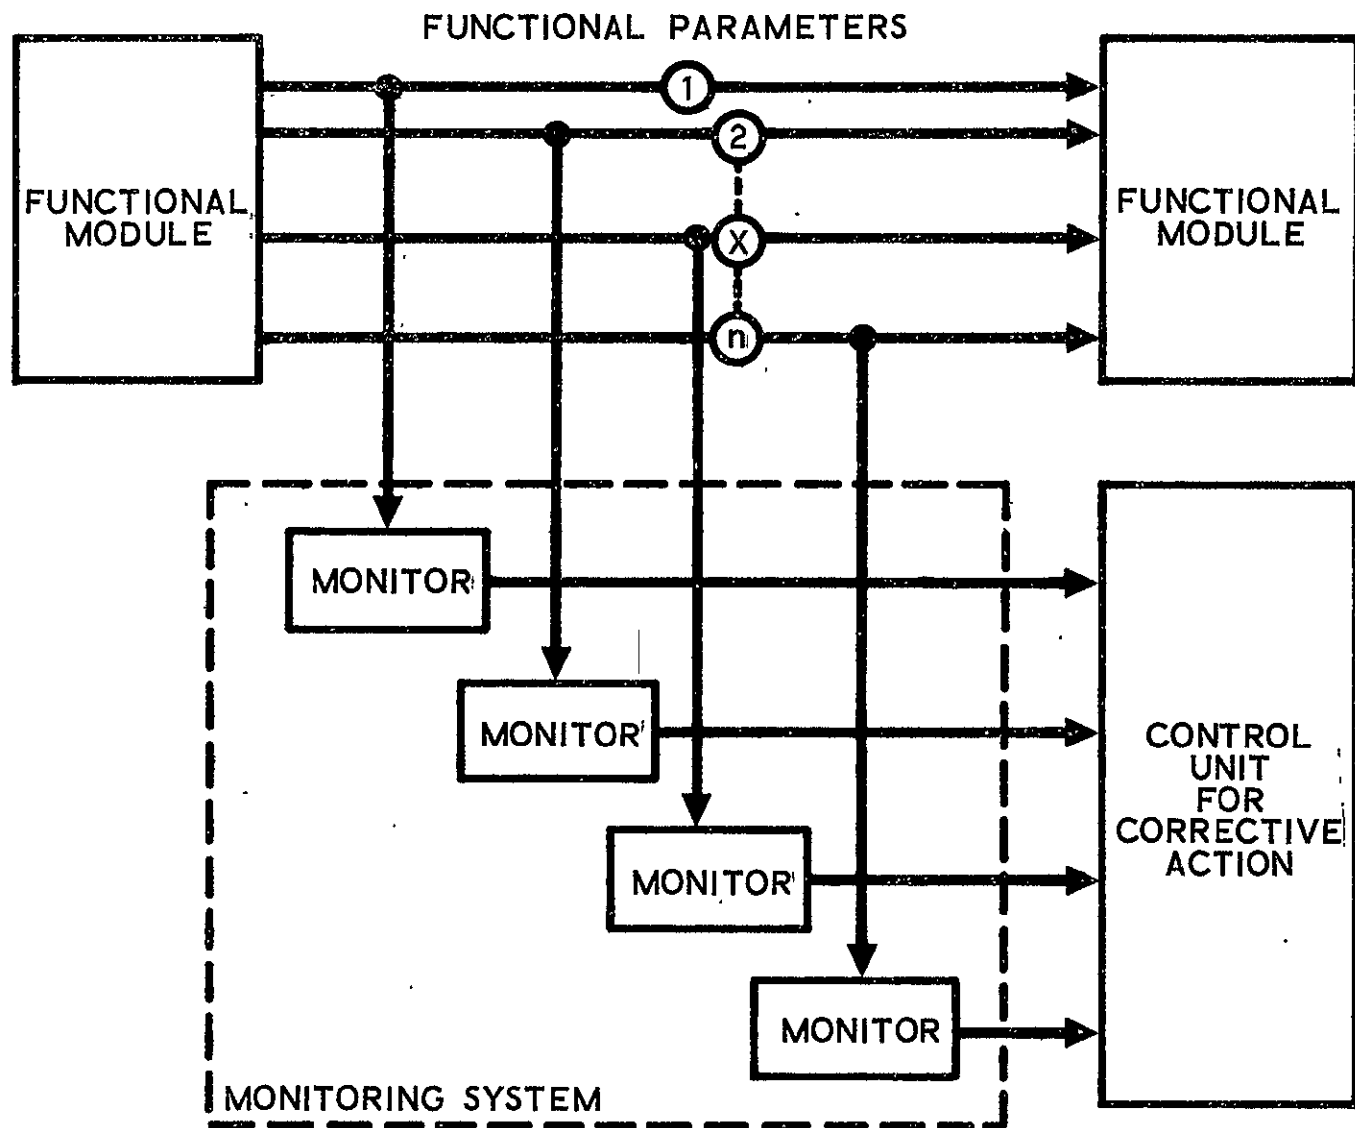 FUNCTIONAL PARAMETERS
1
2
X
n
FUNCTIONAL
MODULE
FUNCTIONAL
MODULE
MONITOR
MONITOR
MONITOR
MONITOR
CONTROL
UNIT
FOR
CORRECTIVE
ACTION
MONITORING SYSTEM